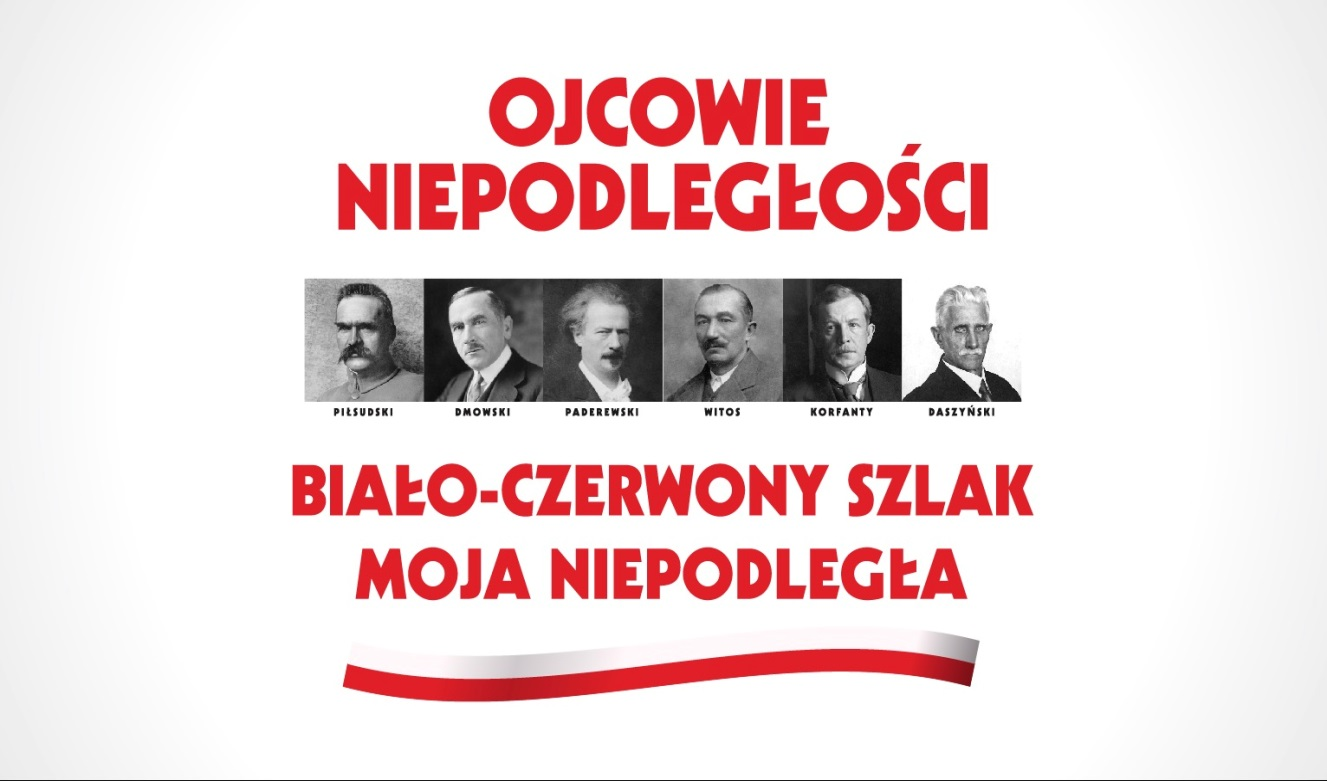 OJCOWIE
NIEPODLEGŁOŚCI
PIŁSUDSKI DMOWSKI PADEREWSKI WITOS KORFANTY DASZYŃSKI
BIAŁO-CZERWONY SZLAK
MOJA NIEPODLEGŁA